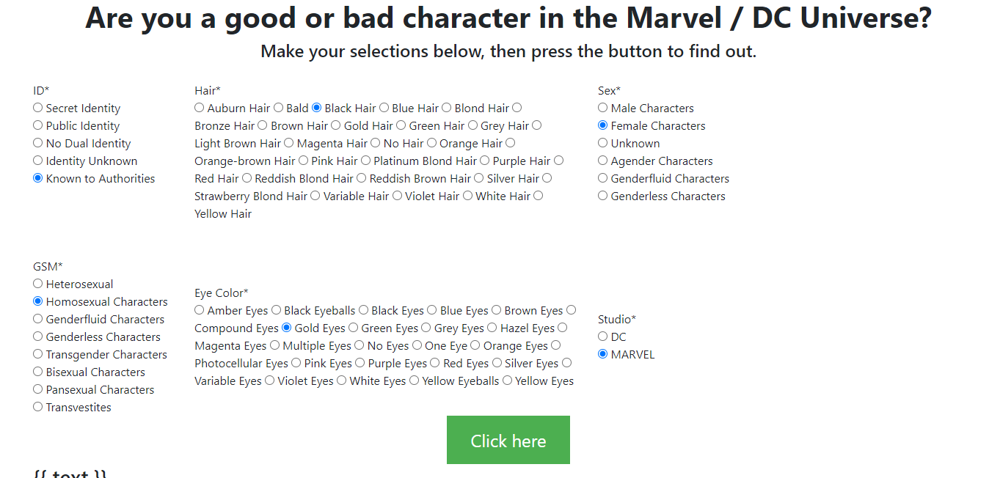 Are you a good or bad character in the Marvel / DC Universe?
Make your selections below, then press the button to find out.
ID*
Secret Identity
Public Identity
No Dual Identity
Identity Unknown
Known to Authorities
Hair*
Auburn Hair Bald Black Hair Blue Hair Blond Hair
Bronze Hair Brown Hair Gold Hair Green Hair Grey Hair
Light Brown Hair Magenta Hair No Hair Orange Hair
Orange-brown Hair Pink Hair Platinum Blond Hair Purple Hair
Red Hair Reddish Blond Hair Reddish Brown Hair Silver Hair
Strawberry Blond Hair Variable Hair Violet Hair White Hair
Yellow Hair
Sex*
Male Characters
Female Characters
Unknown
Agender Characters
Genderfluid Characters
Genderless Characters
GSM*
Heterosexual
Homosexual Characters
Genderfluid Characters
Genderless Characters
Transgender Characters
Bisexual Characters
Pansexual Characters
Transvestites
Eye Color*
Amber Eyes Black Eyeballs Black Eyes Blue Eyes Brown Eyes
Compound Eyes Gold Eyes Green Eyes Grey Eyes Hazel Eyes
Magenta Eyes Multiple Eyes No Eyes One Eye Orange Eyes
Photocellular Eyes Pink Eyes Purple Eyes Red Eyes Silver Eyes
Variable Eyes Violet Eyes White Eyes Yellow Eyeballs Yellow Eyes
Studio*
DC
MARVEL
Click here
{{ text }}